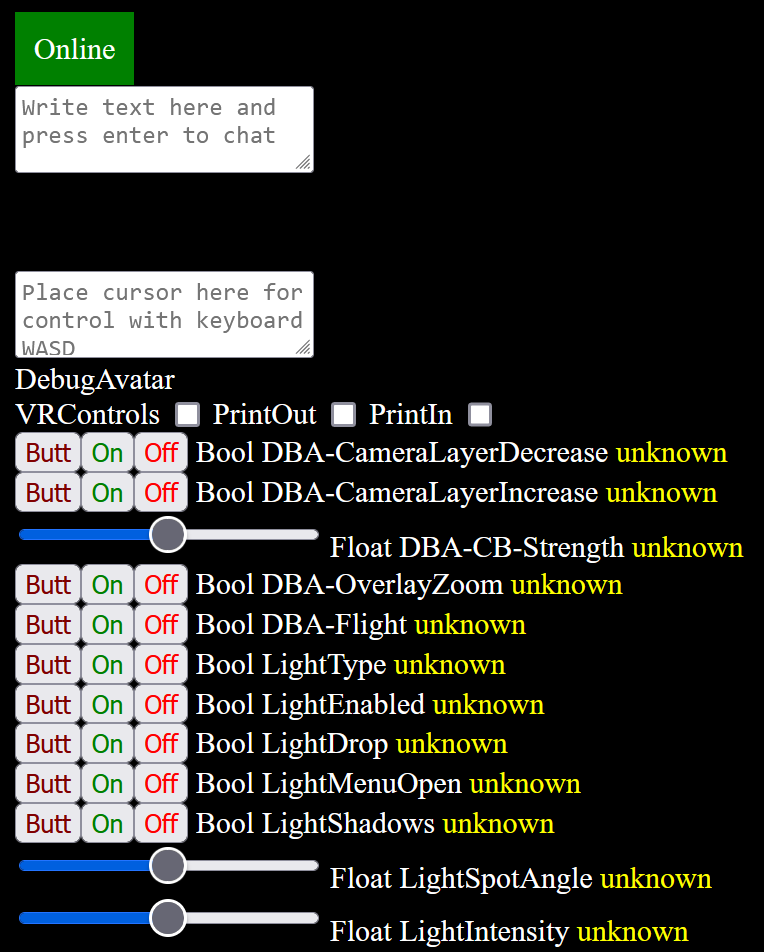 Online
Write text here and
press enter to chat
Place cursor here for
control with keyboard
WASD
DebugAvatar
VRControls PrintOut PrintIn
Butt On Off Bool DBA-CameraLayerDecrease unknown
Butt On Off Bool DBA-CameraLayerIncrease unknown
Float DBA-CB-Strength unknown
Butt On Off Bool DBA-OverlayZoom unknown
Butt On Off Bool DBA-Flight unknown
Butt On Off Bool LightType unknown
Butt On Off Bool LightEnabled unknown
Butt On Off Bool LightDrop unknown
Butt On Off Bool LightMenuOpen unknown
Butt On Off Bool LightShadows unknown
Float LightSpotAngle unknown
Float LightIntensity unknown